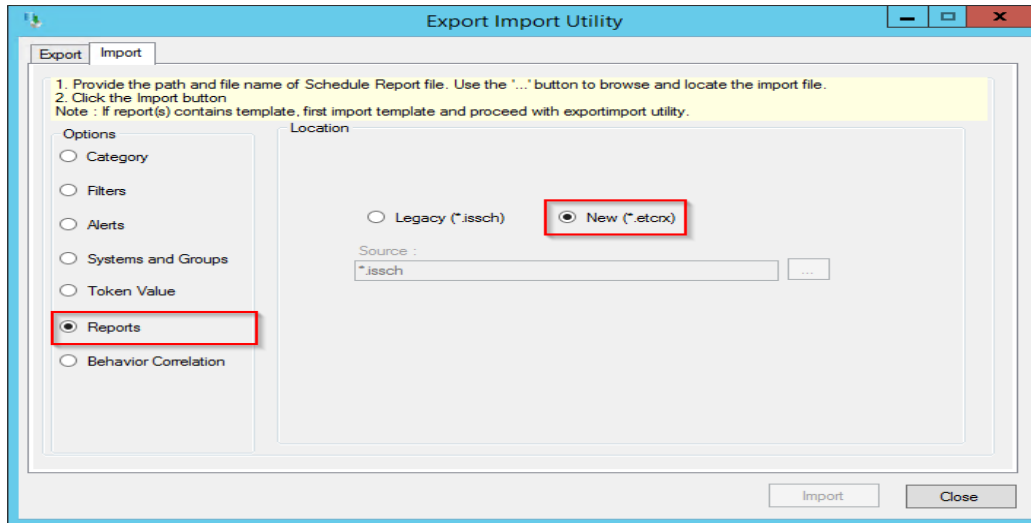 Export Import Utility
Export Import
1. Provide the path and file name of Schedule Report file. Use the '...' button to browse and locate the import file.
2. Click the Import button
Note : If report(s) contains template, first import template and proceed with exportimport utility.
Options
Location
Category
Filters
Alerts
Legacy (*.issch) New (*.etcrx)
Systems and Groups
Source :
*.issch ...
Token Value
Reports
Behavior Correlation
Import Close